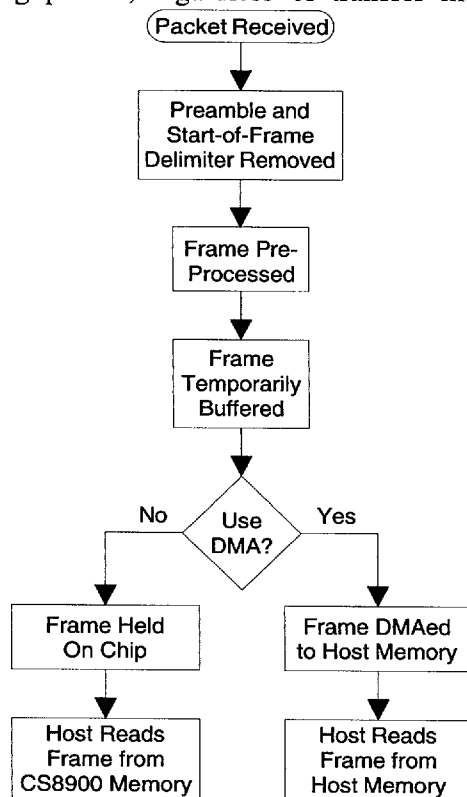 Packet Received
Preamble and
Start-of-Frame
Delimiter Removed
Frame Pre-
Processed
Frame
Temporarily
Buffered
Use
DMA?
No
Yes
Frame Held
On Chip
Frame DMAed
to Host Memory
Host Reads
Frame from
CS8900 Memory
Host Reads
Frame from
Host Memory